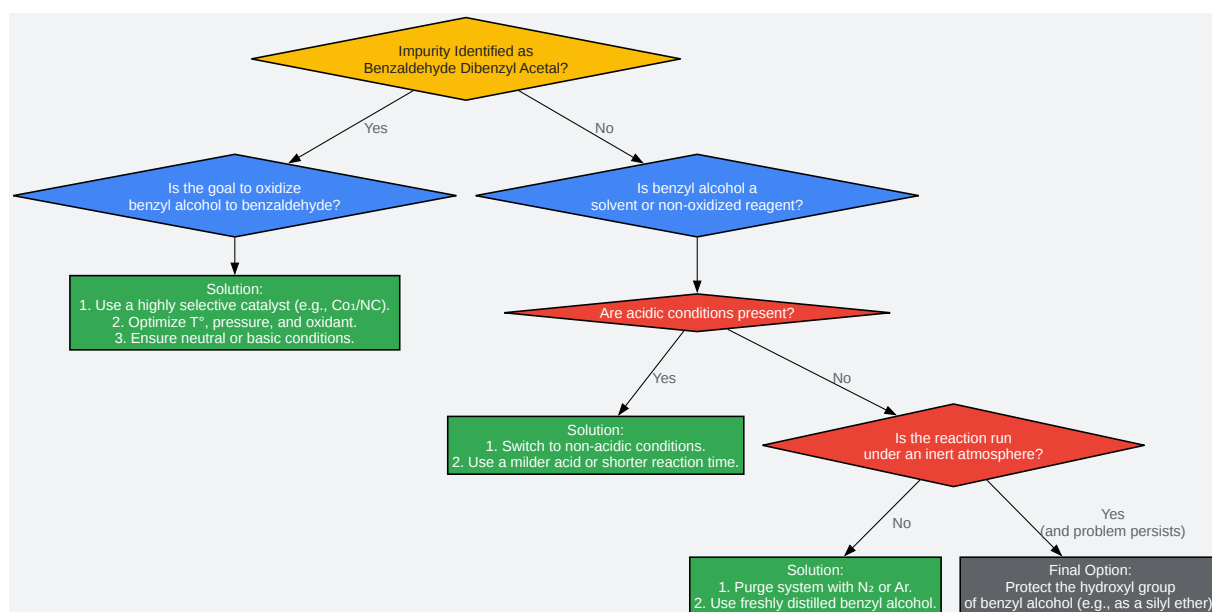 Impurity Identified as
Benzaldehyde Dibenzyl Acetal?
Yes
No
Is the goal to oxidize
benzyl alcohol to benzaldehyde?
Is benzyl alcohol a
solvent or non-oxidized reagent?
Solution:
1. Use a highly selective catalyst (e.g., Co₁/NC).
2. Optimize T°, pressure, and oxidant.
3. Ensure neutral or basic conditions.
Are acidic conditions present?
Yes
No
Solution:
1. Switch to non-acidic conditions.
2. Use a milder acid or shorter reaction time.
Is the reaction run
under an inert atmosphere?
No
Yes
(and problem persists)
Solution:
1. Purge system with N₂ or Ar.
2. Use freshly distilled benzyl alcohol.
Final Option:
Protect the hydroxyl group
of benzyl alcohol (e.g., as a silyl ether)